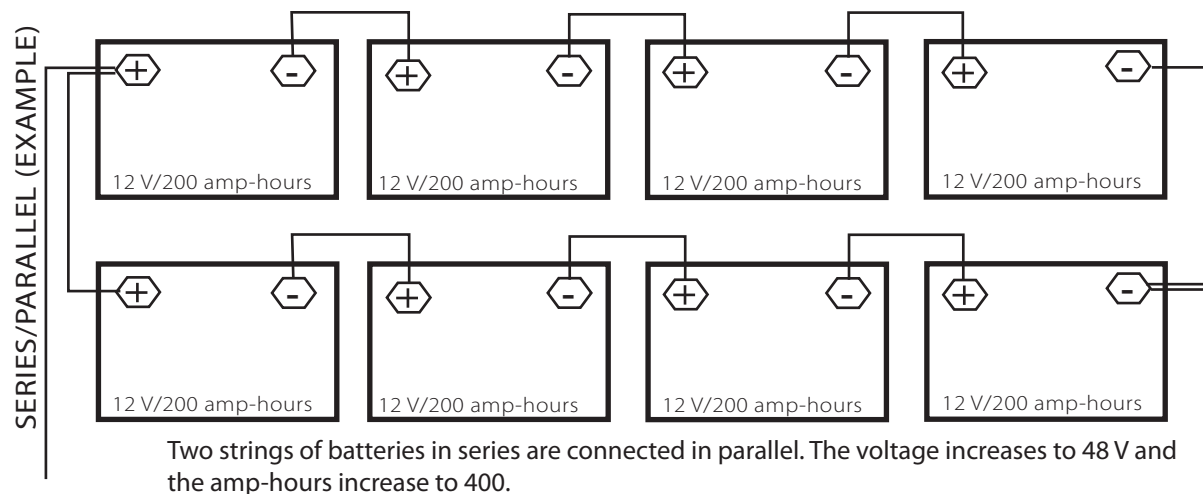 SERIES/PARALLEL (EXAMPLE)
+ - + - + - + -
12 V/200 amp-hours 12 V/200 amp-hours 12 V/200 amp-hours 12 V/200 amp-hours
+ - + - + - + -
12 V/200 amp-hours 12 V/200 amp-hours 12 V/200 amp-hours 12 V/200 amp-hours
Two strings of batteries in series are connected in parallel. The voltage increases to 48 V and
the amp-hours increase to 400.